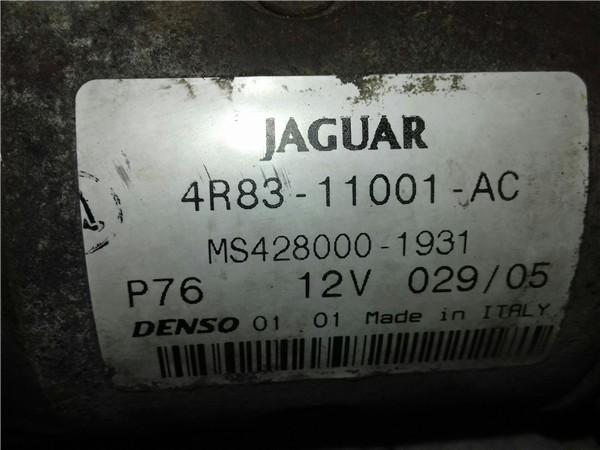 JAGUAR
4R83-11001-AC
MS428000-1931
P76 12V 029/05
DENSO 01 01 Made in ITALY